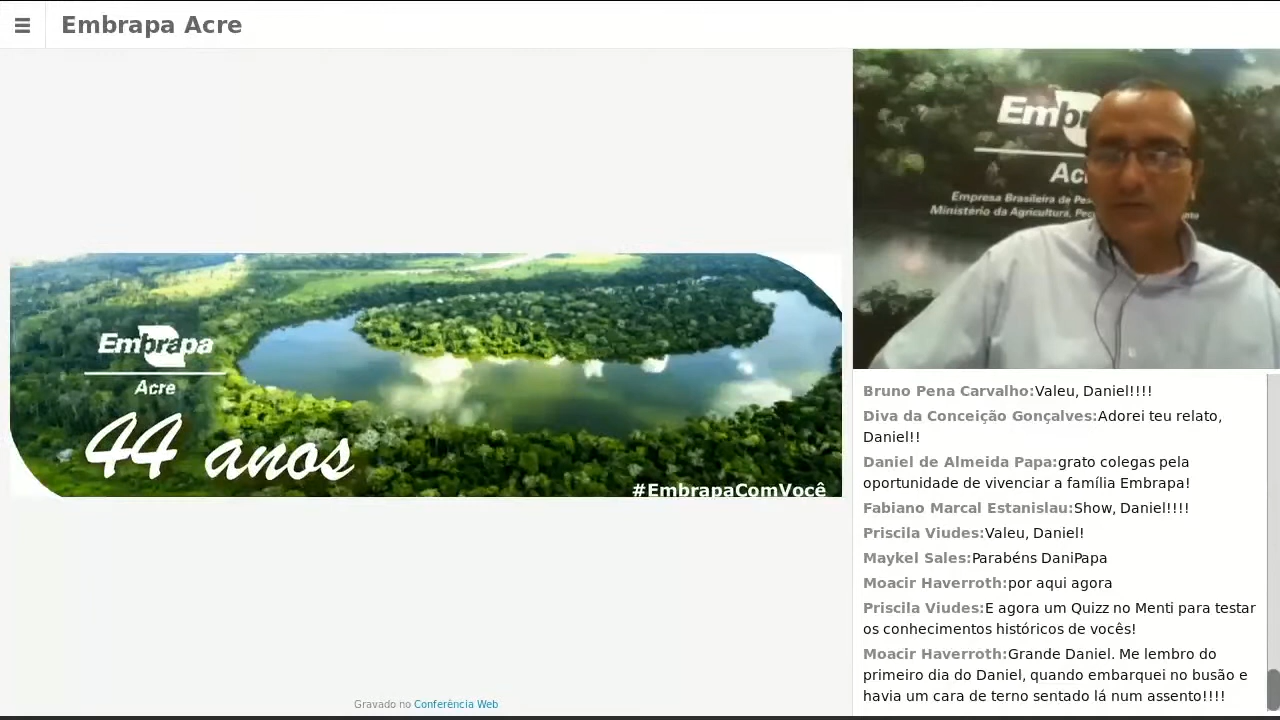 Embrapa Acre
Embrapa
Acre
44 anos
#EmbrapaComVocê
Gravado no Conferência Web
Acre
Empresa Brasileira de
Ministério da Agricultura,
Bruno Pena Carvalho:Valeu, Daniel!!!!
Diva da Conceição Gonçalves:Adorei teu relato,
Daniel!!
Daniel de Almeida Papa:grato colegas pela
oportunidade de vivenciar a família Embrapa!
Fabiano Marcal Estanislau:Show, Daniel!!!!
Priscila Viudes:Valeu, Daniel!
Maykel Sales:Parabéns DaniPapa
Moacir Haverroth:por aqui agora
Priscila Viudes:E agora um Quizz no Menti para testar
os conhecimentos históricos de vocês!
Moacir Haverroth:Grande Daniel. Me lembro do
primeiro dia do Daniel, quando embarquei no busão e
havia um cara de terno sentado lá num assento!!!!